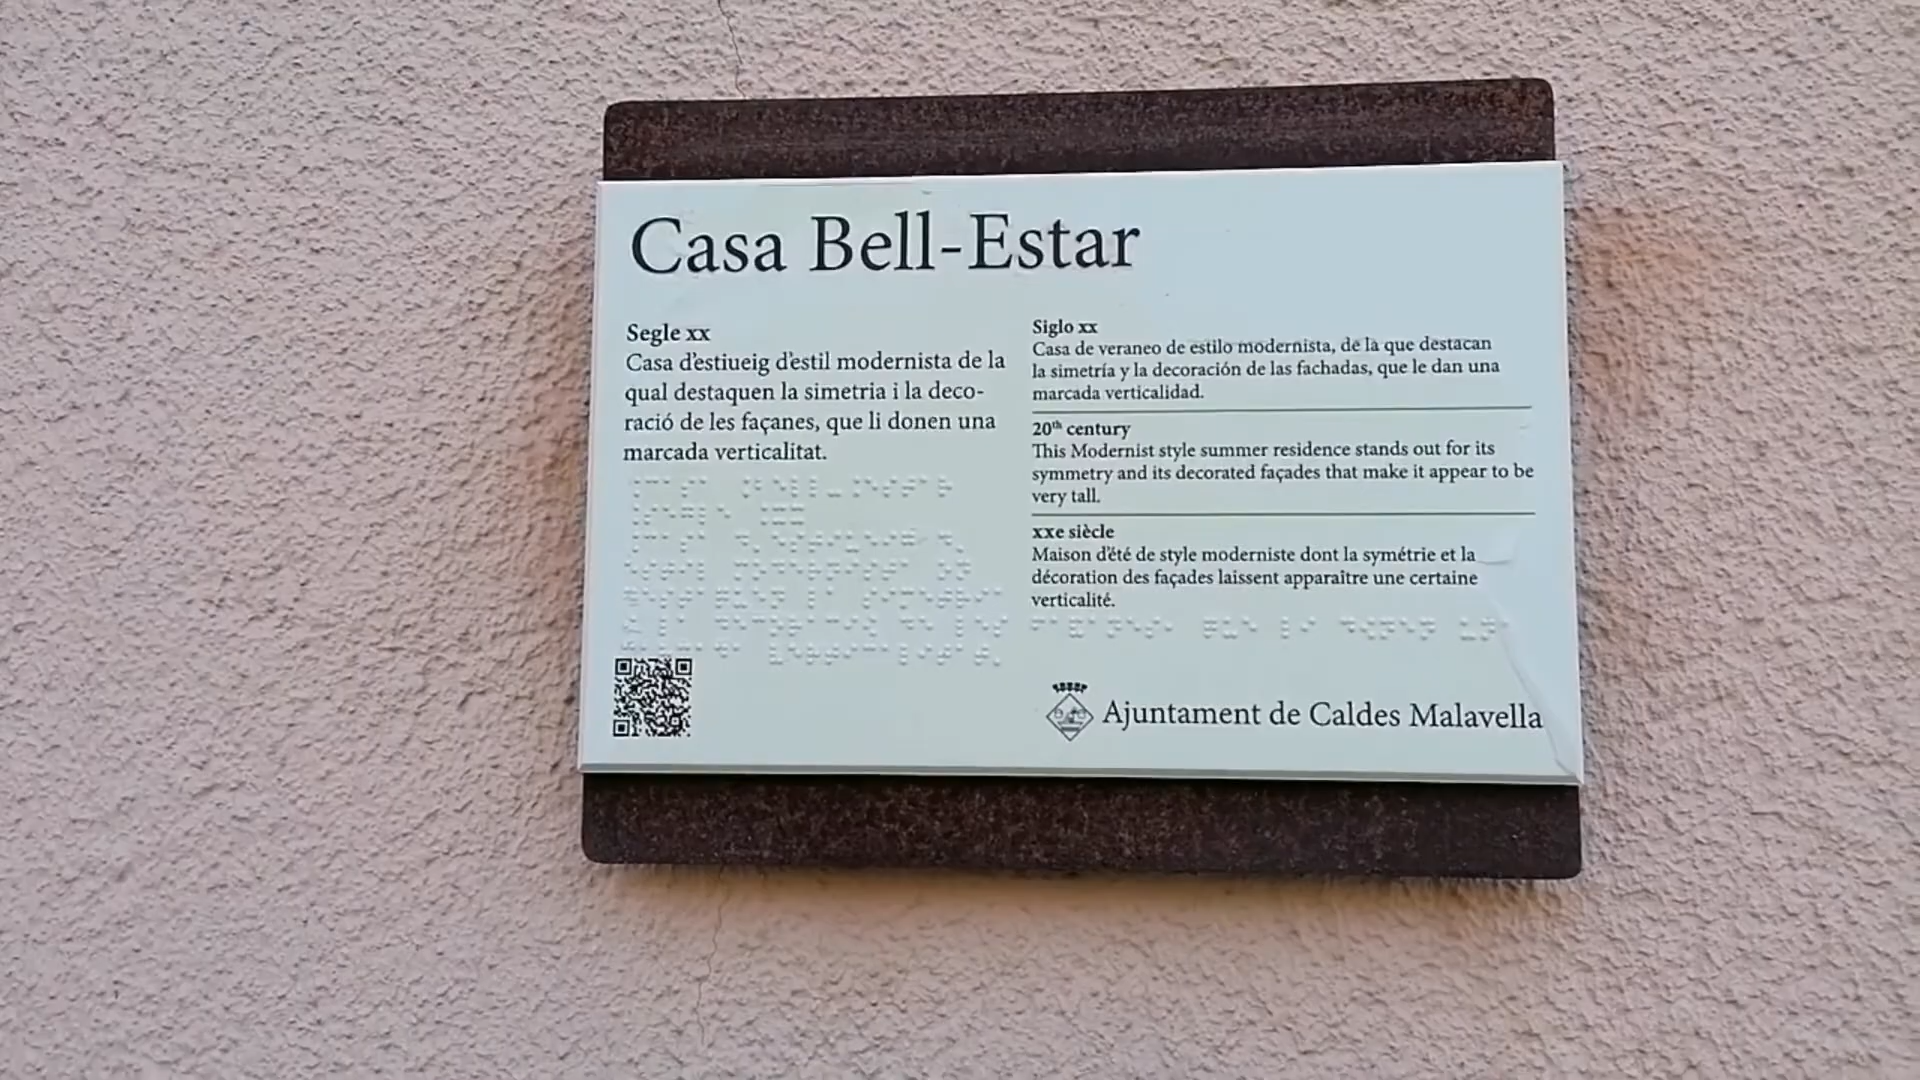 Casa Bell-Estar
Segle xx
Casa d'estiueig d'estil modernista de la
qual destaquen la simetria i la deco-
ració de les façanes, que li donen una
marcada verticalitat.
Siglo xx
Casa de veraneo de estilo modernista, de la que destacan
la simetría y la decoración de las fachadas, que le dan una
marcada verticalidad.
20th century
This Modernist style summer residence stands out for its
symmetry and its decorated façades that make it appear to be
very tall.
xxe siècle
Maison d'été de style moderniste dont la symétrie et la
décoration des façades laissent apparaître une certaine
verticalité.
Ajuntament de Caldes Malavella